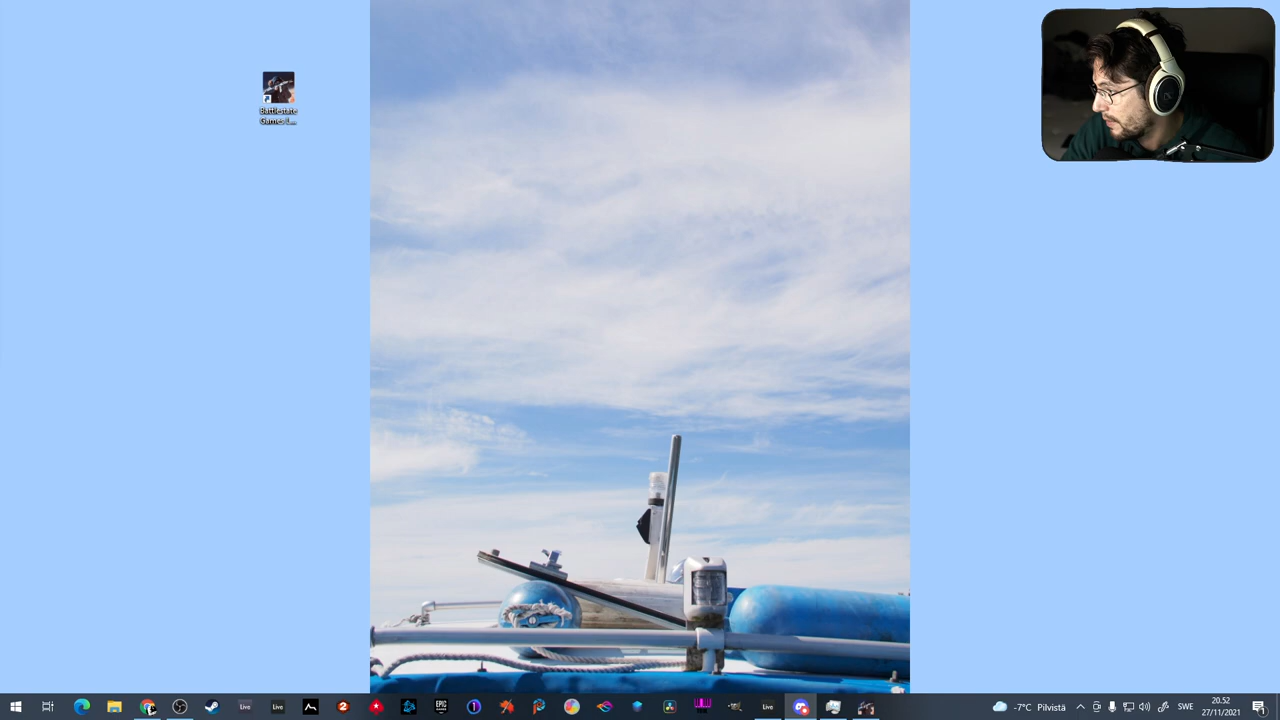 Battlestate
Games L...
Live
Live
EPIC
Live
-7°C Pilvistä
SWE
20.52
27/11/2021